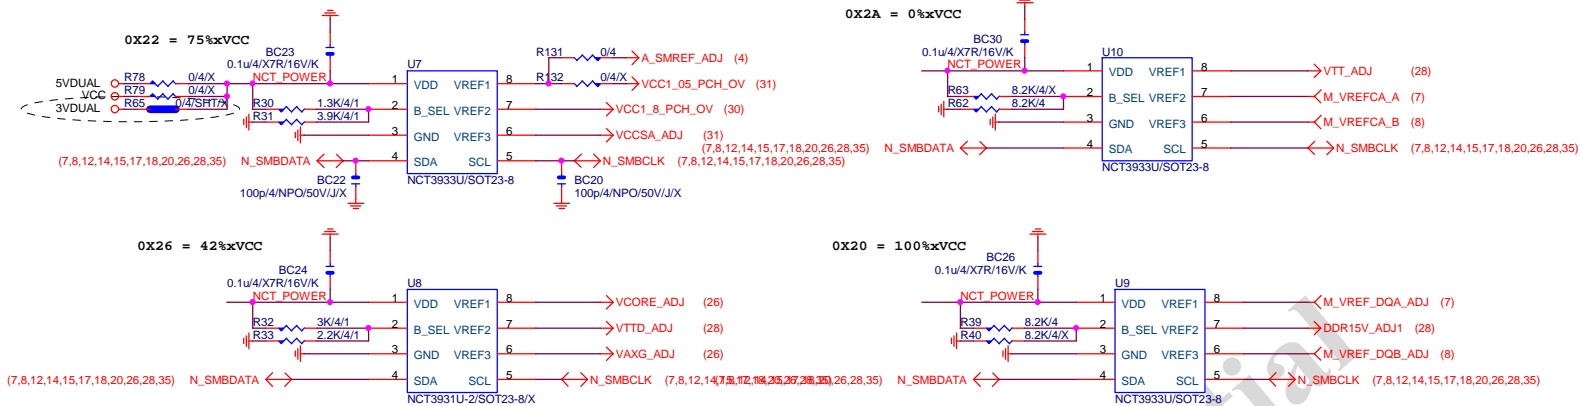 0X22 = 75%xVCC
BC23
0.1u/4/X7R/16V/K
5VDUAL
R78
0/4/X
NCT_POWER
VCC
R79
0/4/X
3VDUAL
R65
0/4/SHT/X
R30
1.3K/4/1
R31
3.9K/4/1
U7
1 VDD VREF1 8
2 B_SEL VREF2 7
3 GND VREF3 6
4 SDA SCL 5
NCT3933U/SOT23-8
R131
0/4
A_SMREF_ADJ (4)
R132
0/4/X
VCC1_05_PCH_OV (31)
VCC1_8_PCH_OV (30)
VCCSA_ADJ (31)
(7,8,12,14,15,17,18,20,26,28,35) N_SMBDATA
N_SMBCLK (7,8,12,14,15,17,18,20,26,28,35)
BC22
100p/4/NPO/50V/J/X
BC20
100p/4/NPO/50V/J/X
0X2A = 0%xVCC
BC30
0.1u/4/X7R/16V/K
NCT_POWER
R63
8.2K/4/X
R62
8.2K/4
U10
1 VDD VREF1 8
2 B_SEL VREF2 7
3 GND VREF3 6
4 SDA SCL 5
NCT3933U/SOT23-8
VTT_ADJ (28)
M_VREFCA_A (7)
M_VREFCA_B (8)
(7,8,12,14,15,17,18,20,26,28,35) N_SMBDATA
N_SMBCLK (7,8,12,14,15,17,18,20,26,28,35)
0X26 = 42%xVCC
BC24
0.1u/4/X7R/16V/K
NCT_POWER
R32
3K/4/1
R33
2.2K/4/1
U8
1 VDD VREF1 8
2 B_SEL VREF2 7
3 GND VREF3 6
4 SDA SCL 5
NCT3931U-2/SOT23-8/X
VCORE_ADJ (26)
VTTD_ADJ (28)
VAXG_ADJ (26)
(7,8,12,14,15,17,18,20,26,28,35) N_SMBDATA
N_SMBCLK
0X20 = 100%xVCC
BC26
0.1u/4/X7R/16V/K
NCT_POWER
R39
8.2K/4
R40
8.2K/4/X
U9
1 VDD VREF1 8
2 B_SEL VREF2 7
3 GND VREF3 6
4 SDA SCL 5
NCT3933U/SOT23-8
M_VREF_DQA_ADJ (7)
DDR15V_ADJ1 (28)
M_VREF_DQB_ADJ (8)
N_SMBDATA
N_SMBCLK (7,8,12,14,15,17,18,20,26,28,35)